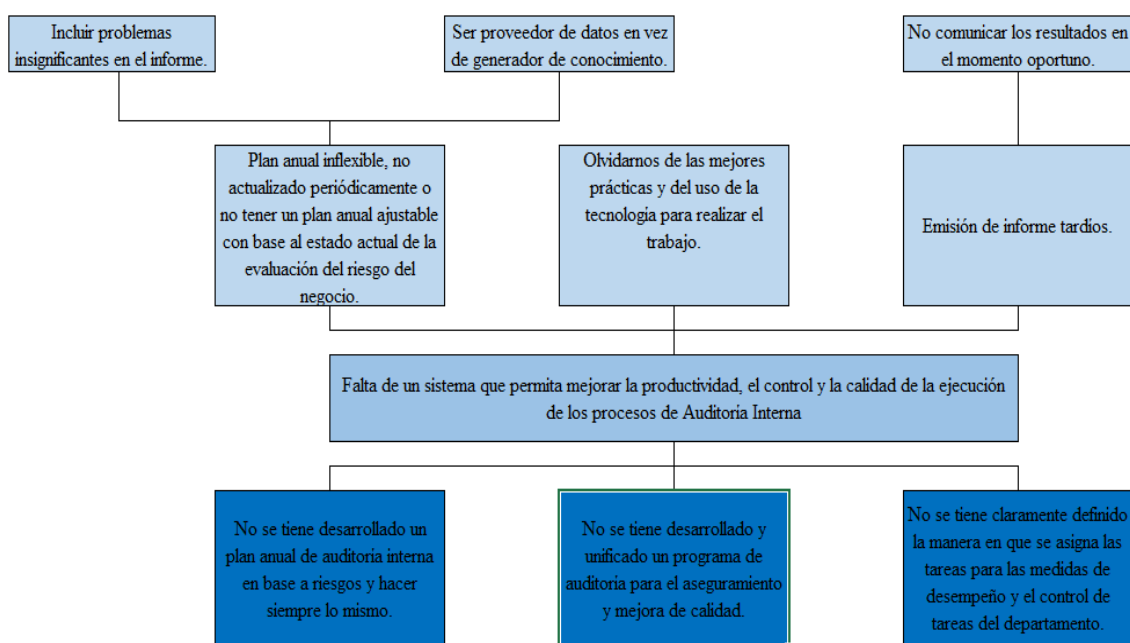 Incluir problemas
insignificantes en el informe.
Ser proveedor de datos en vez
de generador de conocimiento.
No comunicar los resultados en
el momento oportuno.
Plan anual inflexible, no
actualizado periódicamente o
no tener un plan anual ajustable
con base al estado actual de la
evaluación del riesgo del
negocio.
Olvidarnos de las mejores
prácticas y del uso de la
tecnología para realizar el
trabajo.
Emisión de informe tardios.
Falta de un sistema que permita mejorar la productividad, el control y la calidad de la ejecución
de los procesos de Auditoria Interna
No se tiene desarrollado un
plan anual de auditoría interna
en base a riesgos y hacer
siempre lo mismo.
No se tiene desarrollado y
unificado un programa de
auditoría para el aseguramiento
y mejora de calidad.
No se tiene claramente definido
la manera en que se asigna las
tareas para las medidas de
desempeño y el control de
tareas del departamento.